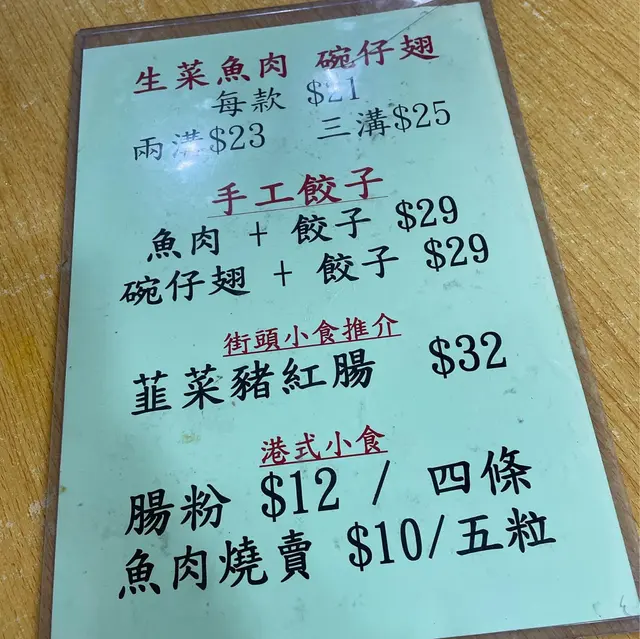 生菜魚肉 碗仔翅
每款 $21
兩溝$23 三溝$25
手工餃子
魚肉 + 餃子 $29
碗仔翅 + 餃子 $29
街頭小食推介
韮菜豬紅腸 $32
港式小食
腸粉 $12 / 四條
魚肉燒賣 $10/五粒